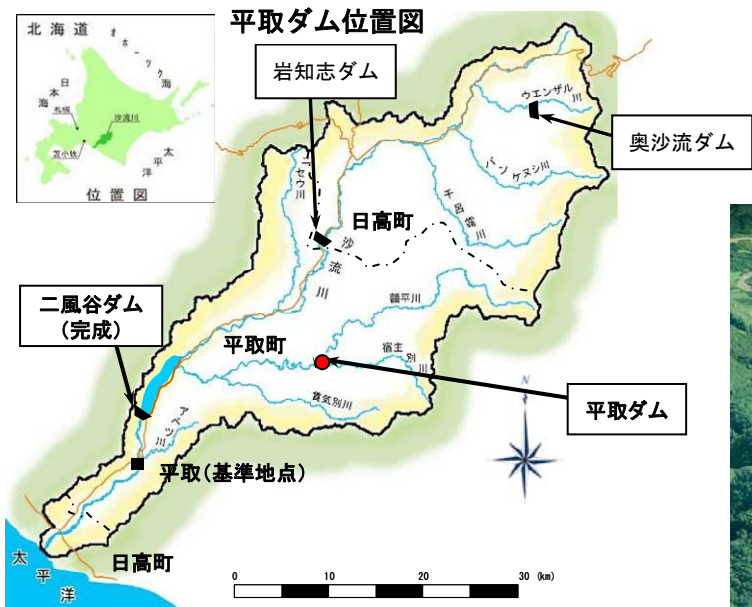 平取ダム位置図
北海道
オホーツク海
日本海
札幌
苫小牧
沙流川
太平洋
位置図
岩知志ダム
ウエンザル川
奥沙流ダム
パンケヌシ川
千呂露川
ニセウ川
日高町
沙流川
額平川
二風谷ダム
(完成)
平取町
宿主別川
平取ダム
貫気別川
アベツ川
N
平取(基準地点)
日高町
太平洋
0 10 20 30 (km)